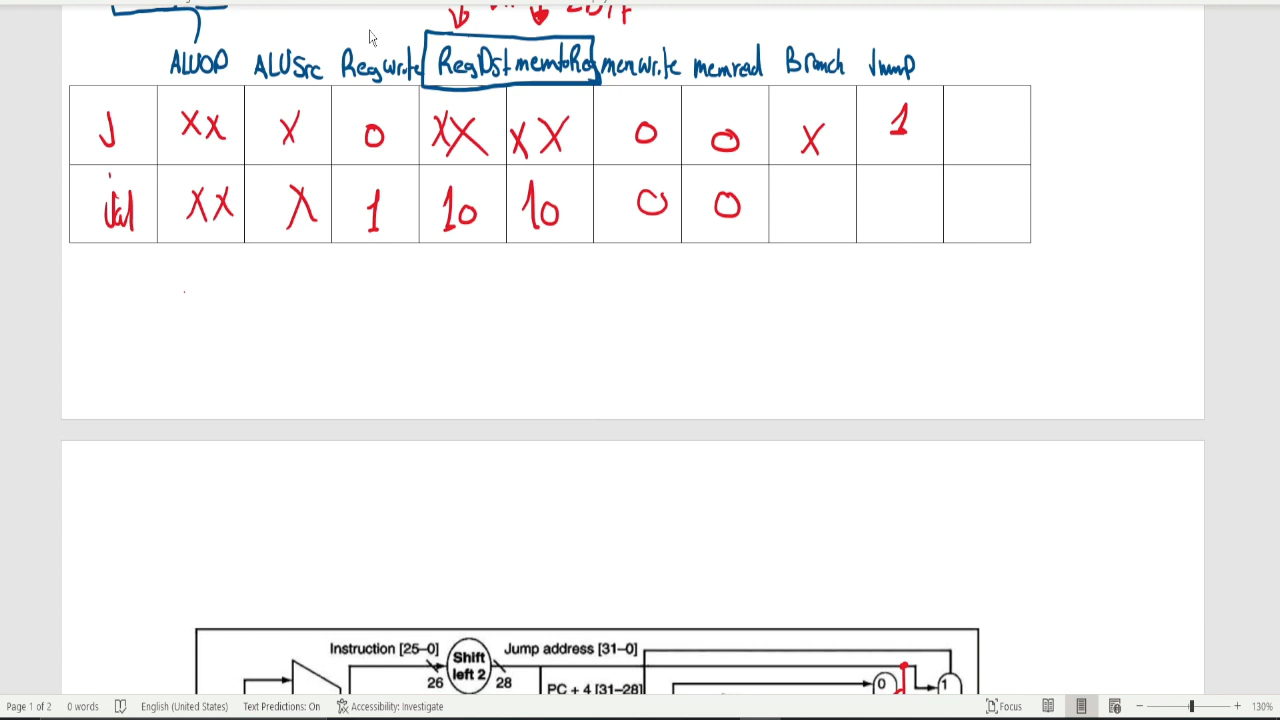 2bit
ALUOP ALUSrc RegWrite RegDst memtoReg memWrite memread Branch Jump
J XX X 0 XX XX 0 0 X 1
jal XX X 1 10 10 0 0
Instruction [25–0] Shift left 2 Jump address [31–0]
26 28 PC + 4 [31–28] 0 1
Page 1 of 2 0 words English (United States) Text Predictions: On Accessibility: Investigate Focus 130%